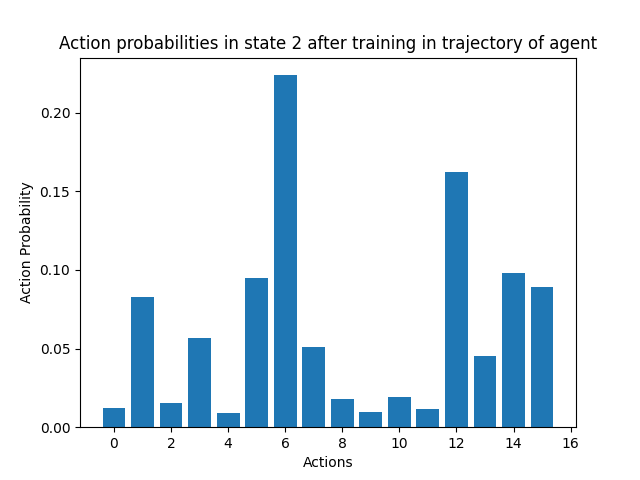 Action probabilities in state 2 after training in trajectory of agent
Action Probability
0.20
0.15
0.10
0.05
0.00
0 2 4 6 8 10 12 14 16
Actions